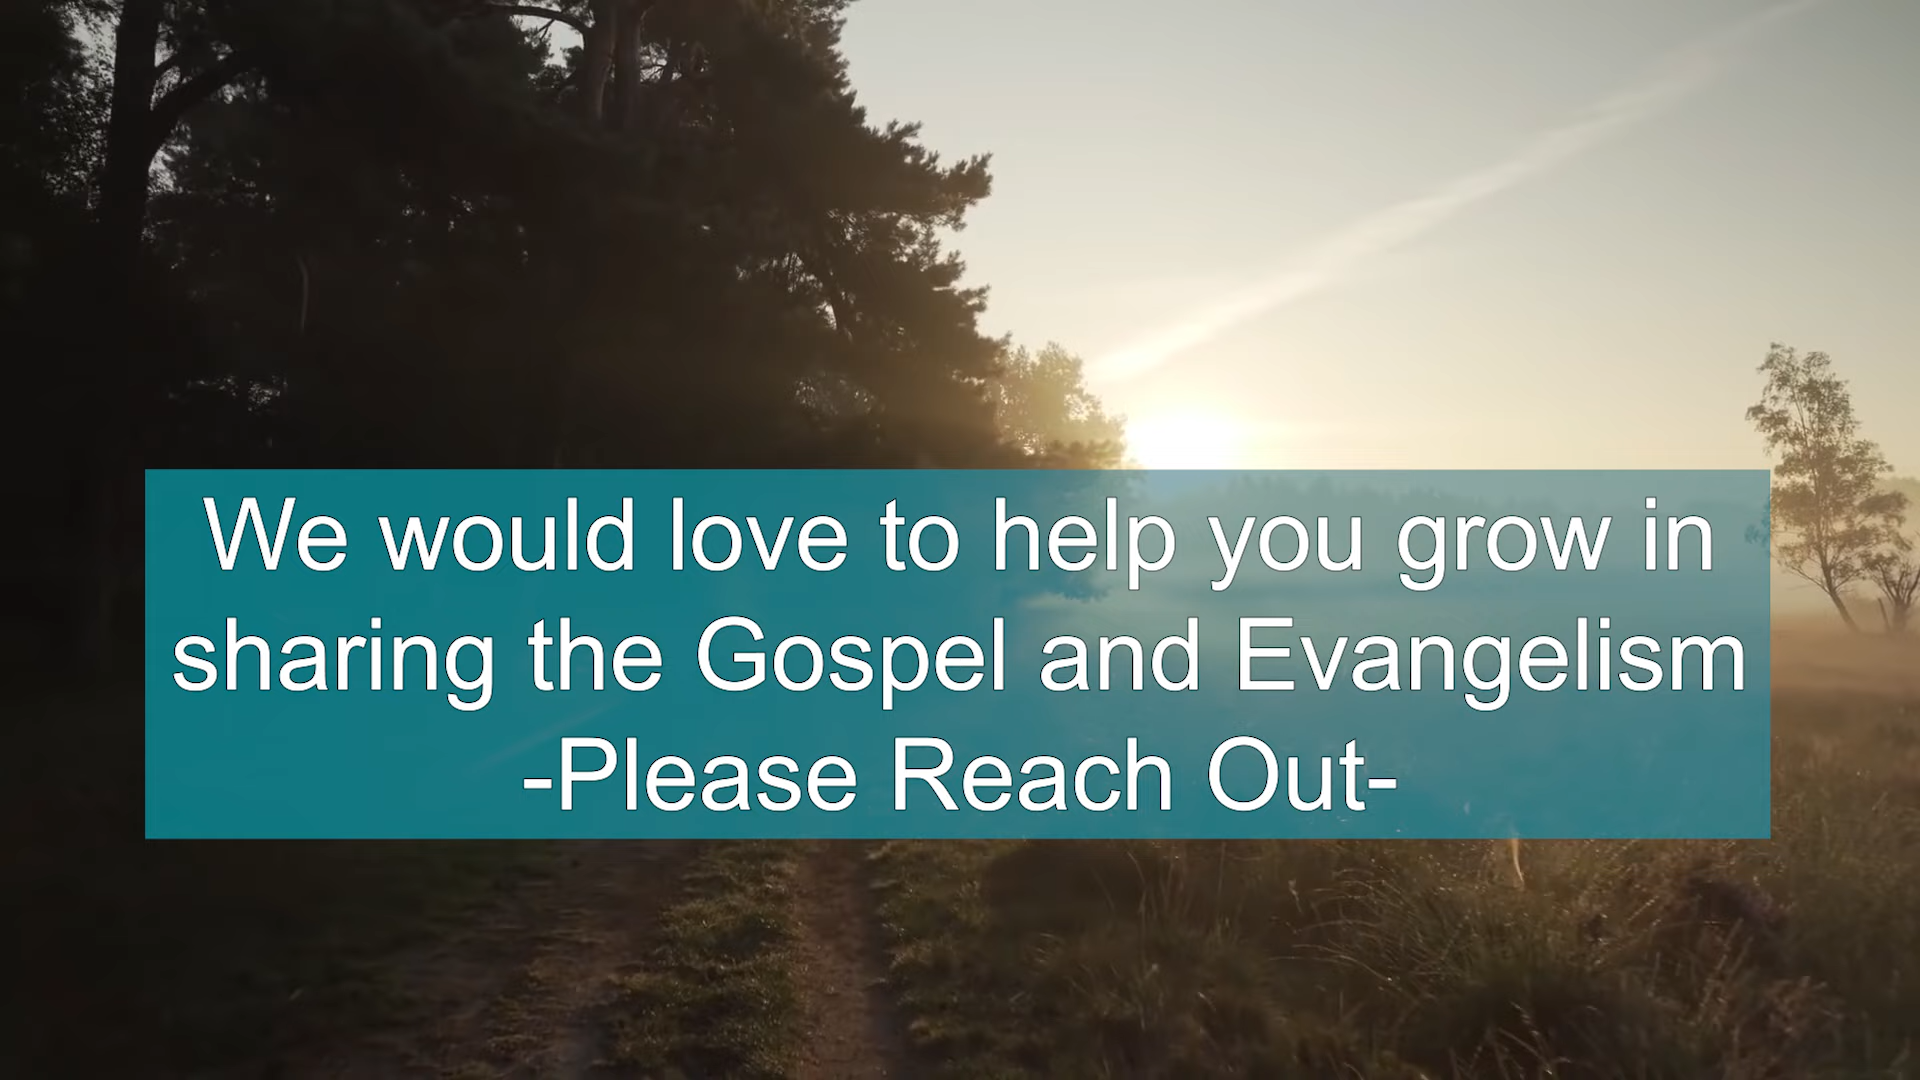 We would love to help you grow in
sharing the Gospel and Evangelism
-Please Reach Out-